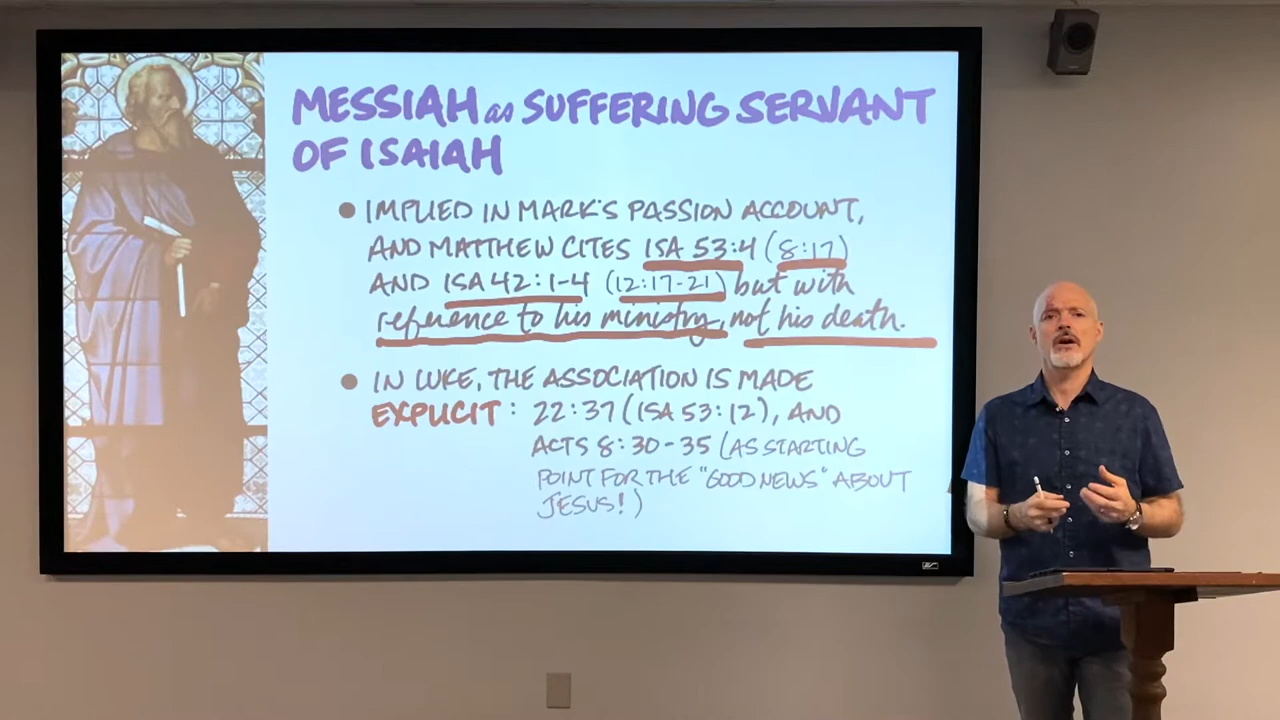 MESSIAH as SUFFERING SERVANT
OF ISAIAH
● IMPLIED IN MARK'S PASSION ACCOUNT,
AND MATTHEW CITES ISA 53:4 (8:17)
AND ISA 42:1-4 (12:17-21) but with
reference to his ministry, not his death.
● IN LUKE, THE ASSOCIATION IS MADE
EXPLICIT: 22:37 (ISA 53:12), AND
ACTS 8:30-35 (AS STARTING
POINT FOR THE "GOOD NEWS" ABOUT
JESUS!)